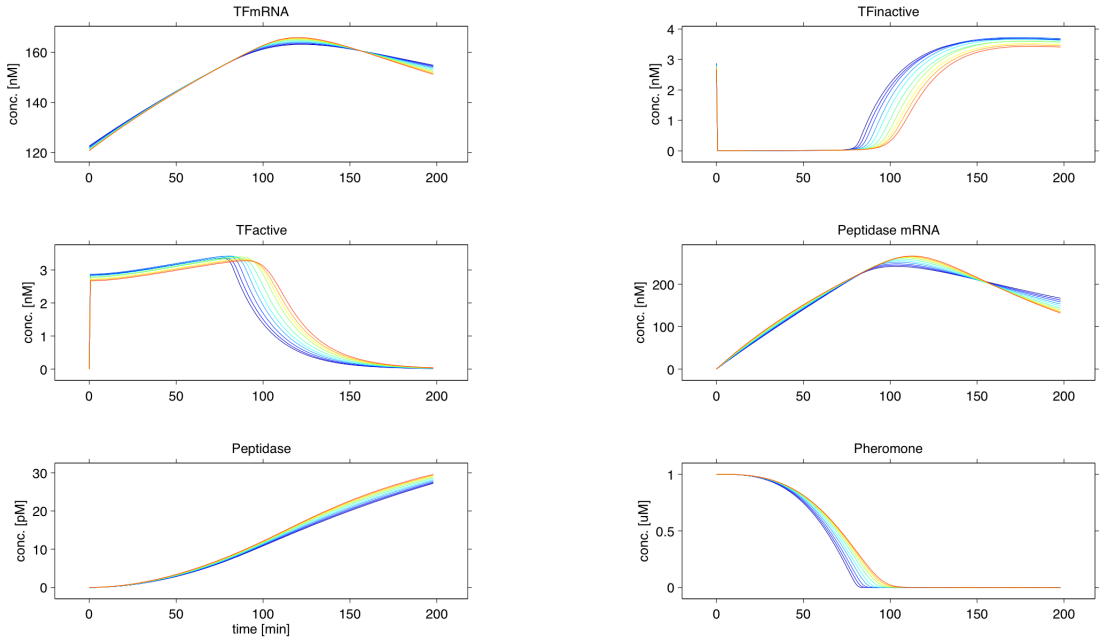 TFmRNA
conc. [nM]
160
140
120
0 50 100 150 200
TFinactive
conc. [nM]
4
3
2
1
0
0 50 100 150 200
TFactive
conc. [nM]
3
2
1
0
0 50 100 150 200
Peptidase mRNA
conc. [nM]
200
100
0
0 50 100 150 200
Peptidase
conc. [pM]
30
20
10
0
0 50 100 150 200
time [min]
Pheromone
conc. [uM]
1
0.5
0
0 50 100 150 200